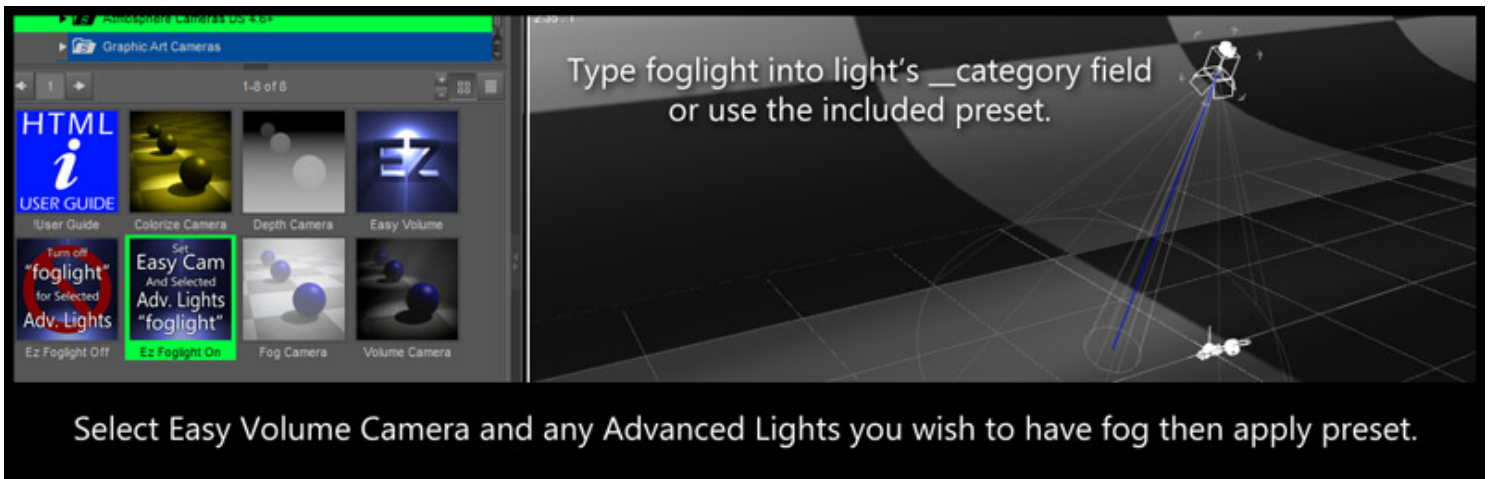 Atmosphere Cameras DS 4.6+
Graphic Art Cameras
1
1-8 of 8
HTML
i
USER GUIDE
!User Guide
Colorize Camera
Depth Camera
EZ
Easy Volume
Turn off
"foglight"
for Selected
Adv. Lights
Ez Foglight Off
Set
Easy Cam
And Selected
Adv. Lights
"foglight"
Ez Foglight On
Fog Camera
Volume Camera
2.35 : 1
Type foglight into light's __category field
or use the included preset.
Select Easy Volume Camera and any Advanced Lights you wish to have fog then apply preset.